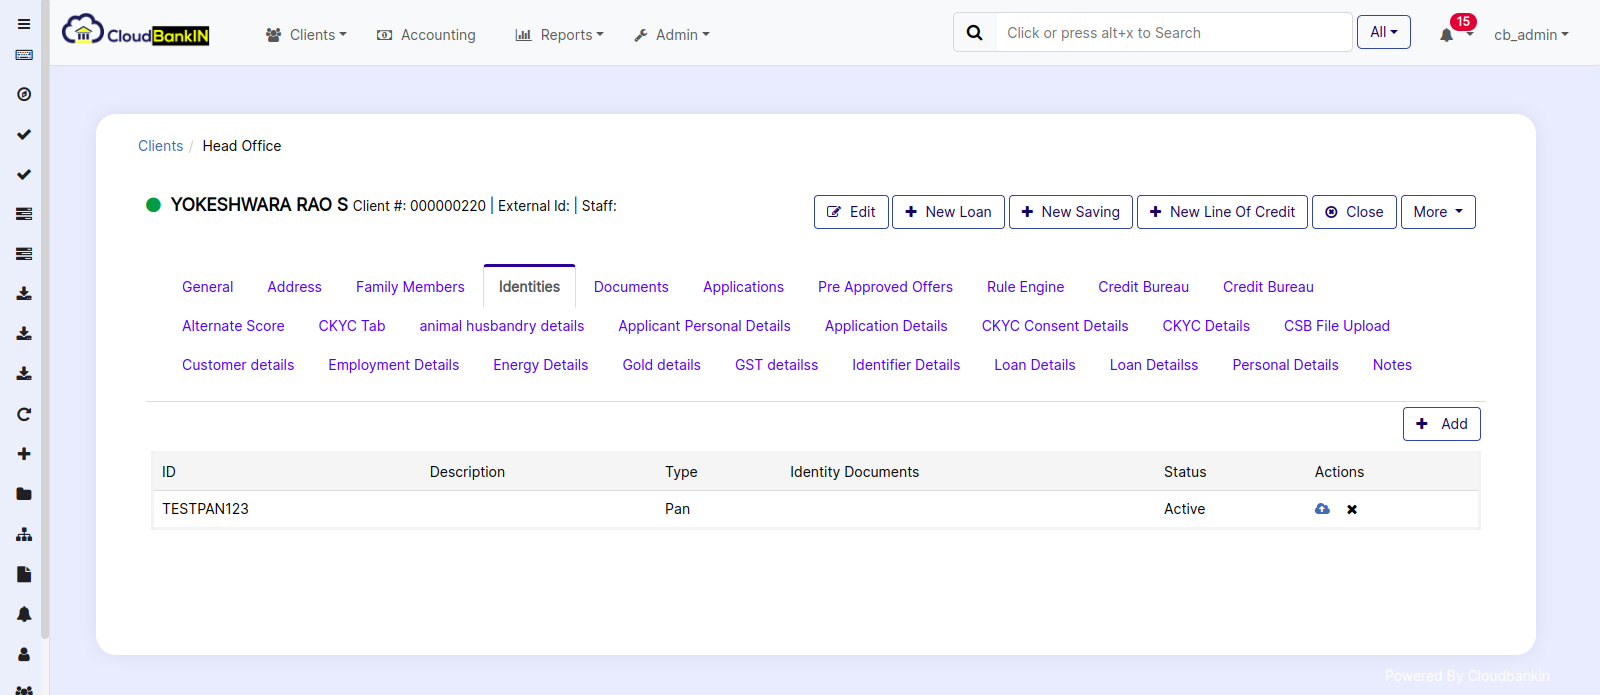 CloudBankIN Clients Accounting Reports Admin Click or press alt+x to Search All 15 cb_admin
Clients / Head Office
YOKESHWARA RAO S Client #: 000000220 | External Id: | Staff:
Edit New Loan New Saving New Line Of Credit Close More
General Address Family Members Identities Documents Applications Pre Approved Offers Rule Engine Credit Bureau Credit Bureau
Alternate Score CKYC Tab animal husbandry details Applicant Personal Details Application Details CKYC Consent Details CKYC Details CSB File Upload
Customer details Employment Details Energy Details Gold details GST detailss Identifier Details Loan Details Loan Detailss Personal Details Notes
Add
ID Description Type Identity Documents Status Actions
TESTPAN123 Pan Active
Powered By Cloudbankin